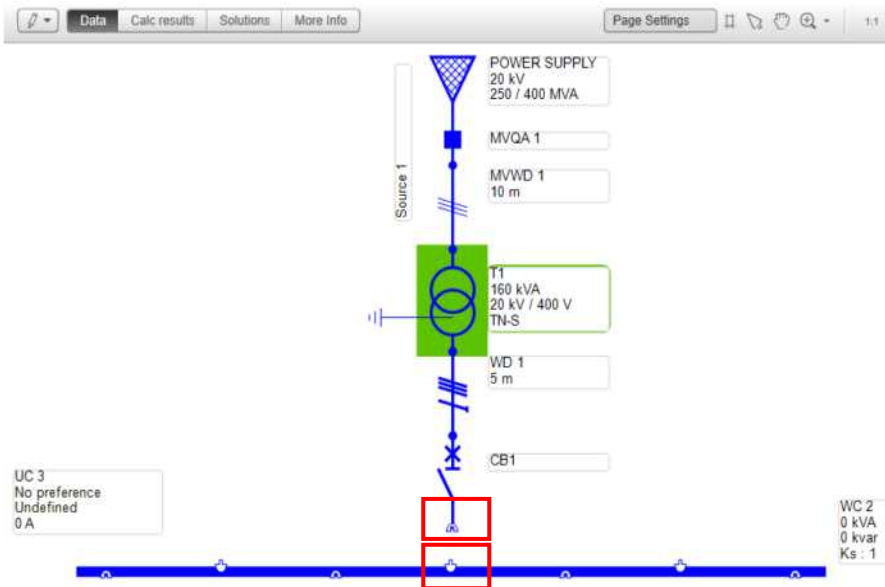 Data
Calc results
Solutions
More Info
Page Settings
1:1
POWER SUPPLY
20 kV
250 / 400 MVA
MVQA 1
Source 1
MVWD 1
10 m
T1
160 kVA
20 kV / 400 V
TN-S
WD 1
5 m
CB1
UC 3
No preference
Undefined
0 A
WC 2
0 kVA
0 kvar
Ks : 1